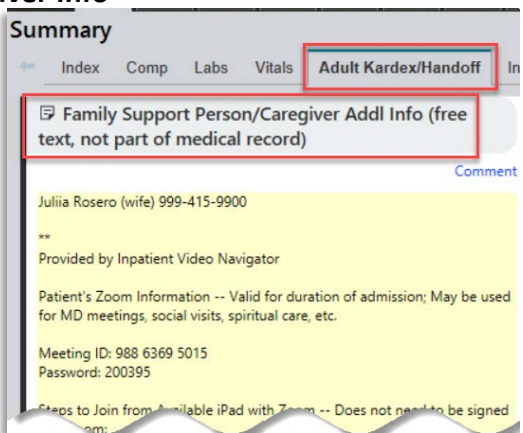 Summary
Index Comp Labs Vitals Adult Kardex/Handoff In
Family Support Person/Caregiver Addl Info (free
text, not part of medical record)
Comment
Juliia Rosero (wife) 999-415-9900
**
Provided by Inpatient Video Navigator
Patient's Zoom Information -- Valid for duration of admission; May be used
for MD meetings, social visits, spiritual care, etc.
Meeting ID: 988 6369 5015
Password: 200395
Steps to Join from Available iPad with Zoom -- Does not need to be signed